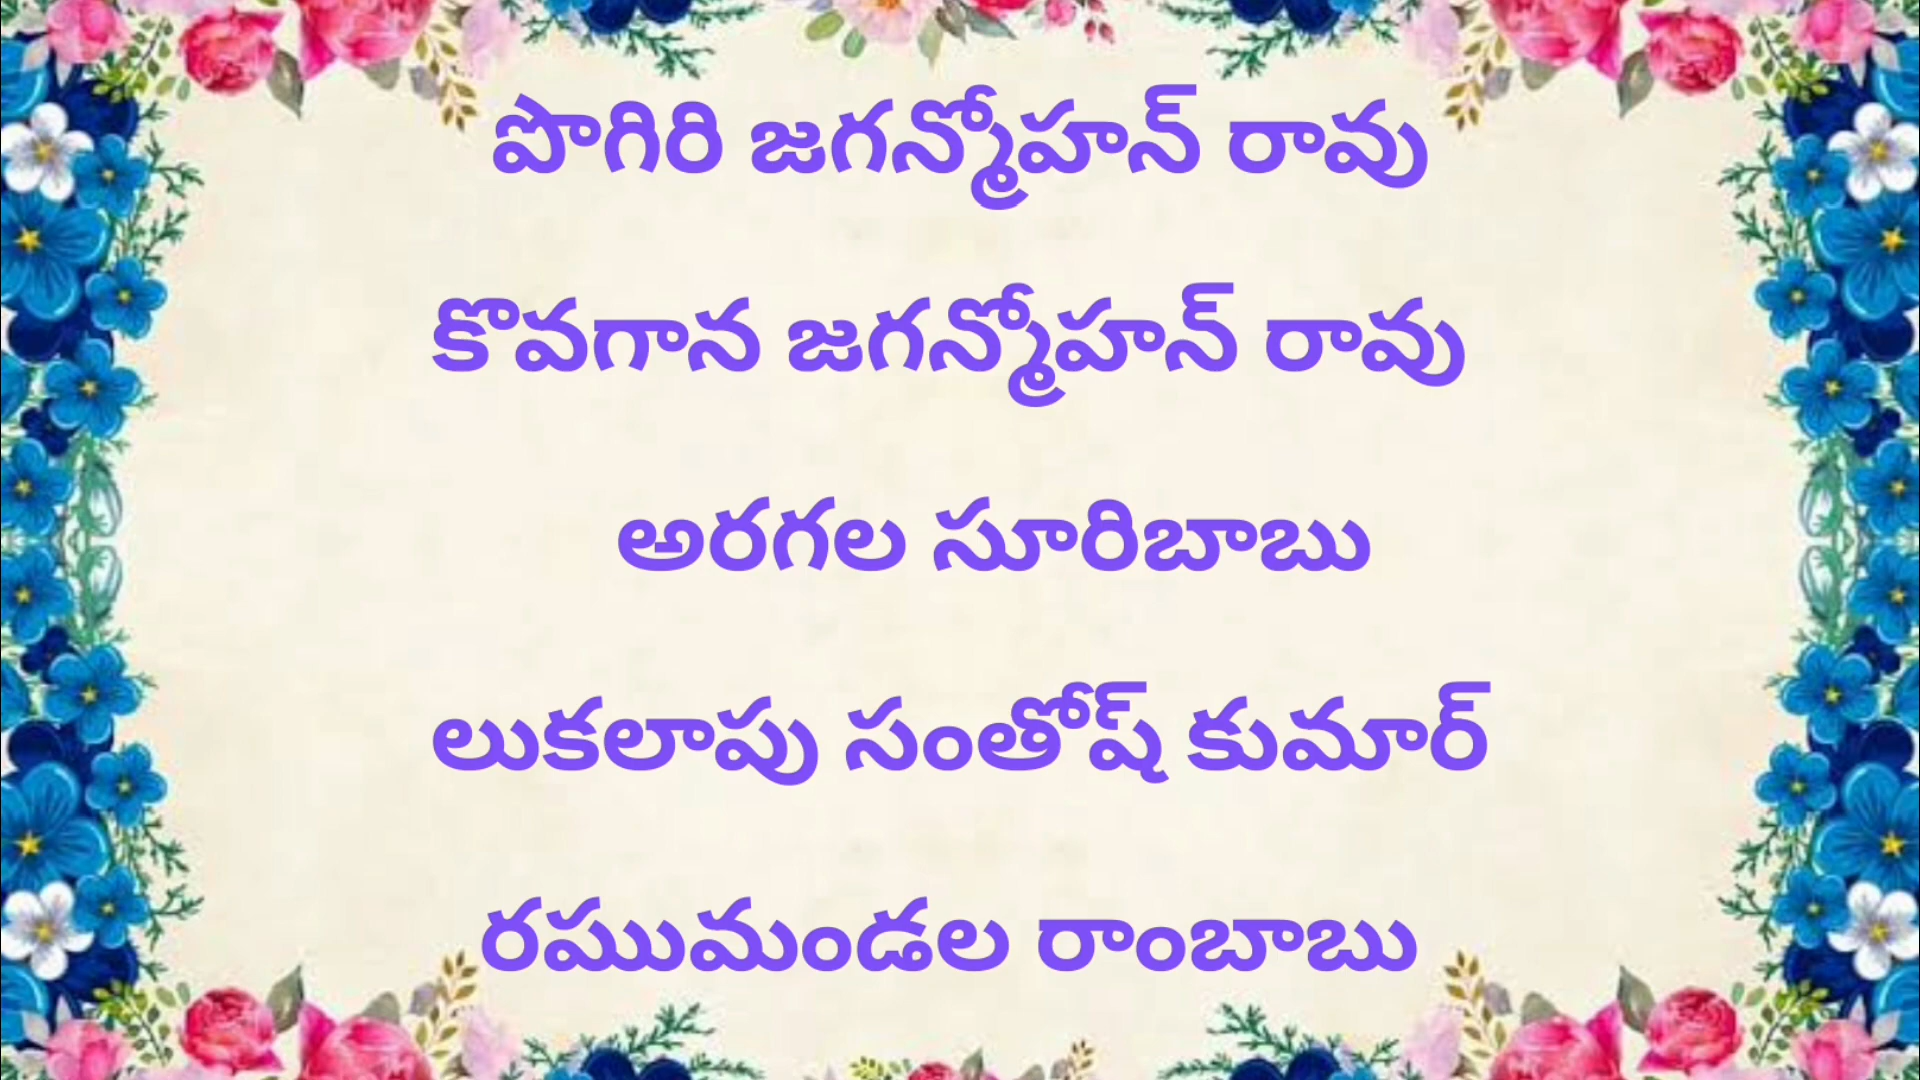 పొగిరి జగన్మోహన్ రావు
కొవగాన జగన్మోహన్ రావు
అరగల సూరిబాబు
లుకలాపు సంతోష్ కుమార్
రఘుమండల రాంబాబు